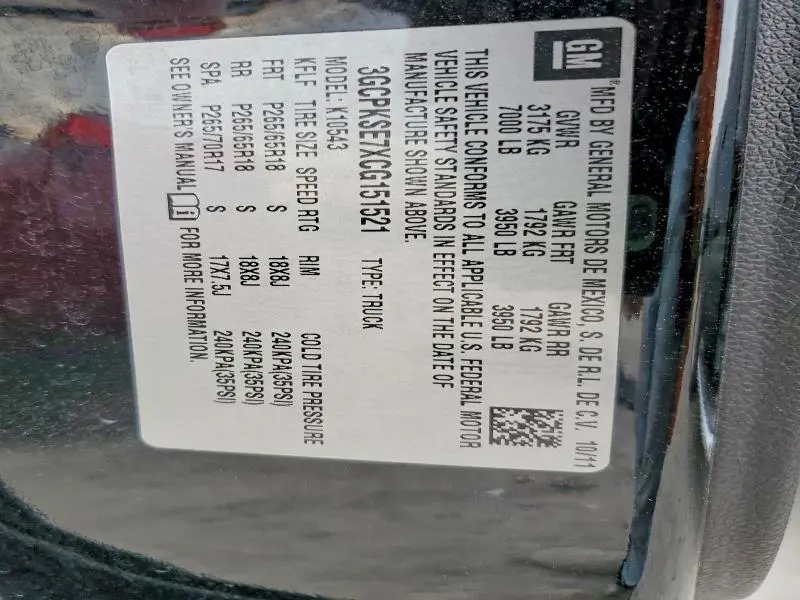 GM
®
MFD BY GENERAL MOTORS DE MEXICO, S. DE R.L. DE C.V. 10/11
GVWR GAWR FRT GAWR RR
3175 KG 1792 KG 1792 KG
7000 LB 3950 LB 3950 LB
THIS VEHICLE CONFORMS TO ALL APPLICABLE U.S. FEDERAL MOTOR
VEHICLE SAFETY STANDARDS IN EFFECT ON THE DATE OF
MANUFACTURE SHOWN ABOVE.
3GCPKSE7XCG151521 TYPE: TRUCK
MODEL: K10543
KFLF TIRE SIZE SPEED RTG RIM COLD TIRE PRESSURE
FRT P265/65R18 S 18X8J 240KPA(35PSI)
RR P265/65R18 S 18X8J 240KPA(35PSI)
SPA P265/70R17 S 17X7.5J 240KPA(35PSI)
SEE OWNER'S MANUAL FOR MORE INFORMATION.